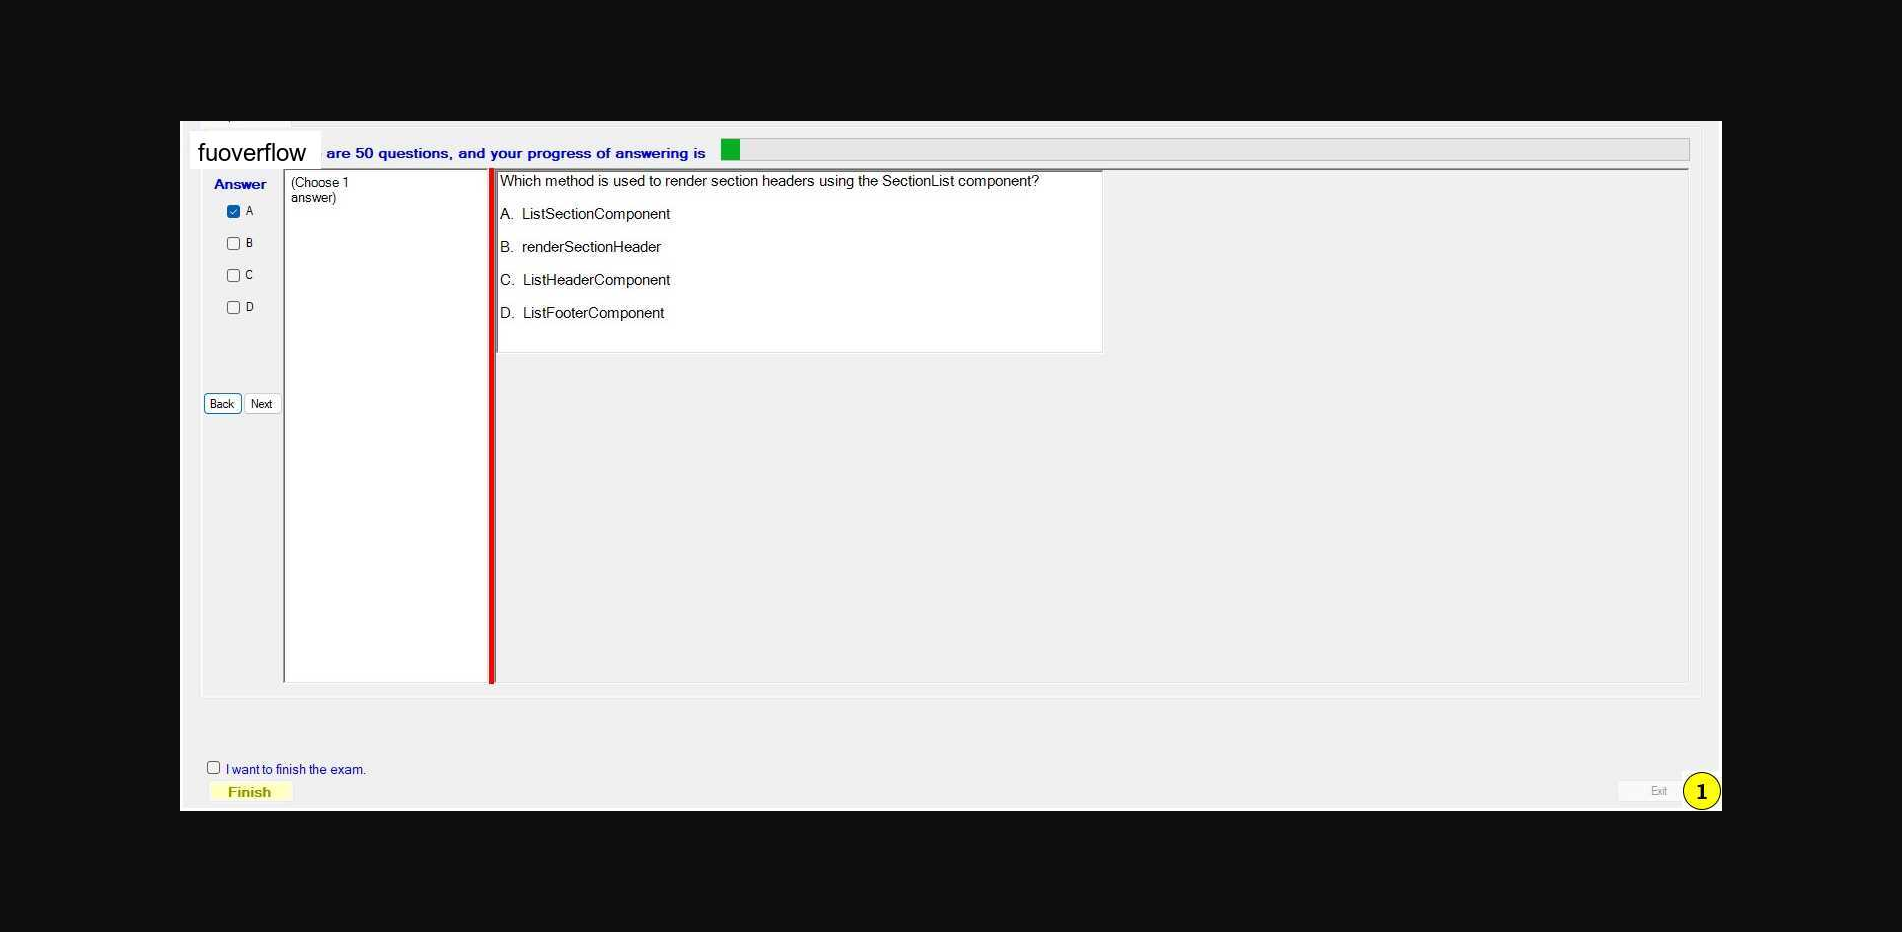 fuoverflow are 50 questions, and your progress of answering is
Answer
A
B
C
D
Back Next
(Choose 1
answer)
Which method is used to render section headers using the SectionList component?
A. ListSectionComponent
B. renderSectionHeader
C. ListHeaderComponent
D. ListFooterComponent
I want to finish the exam.
Finish
Exit
1